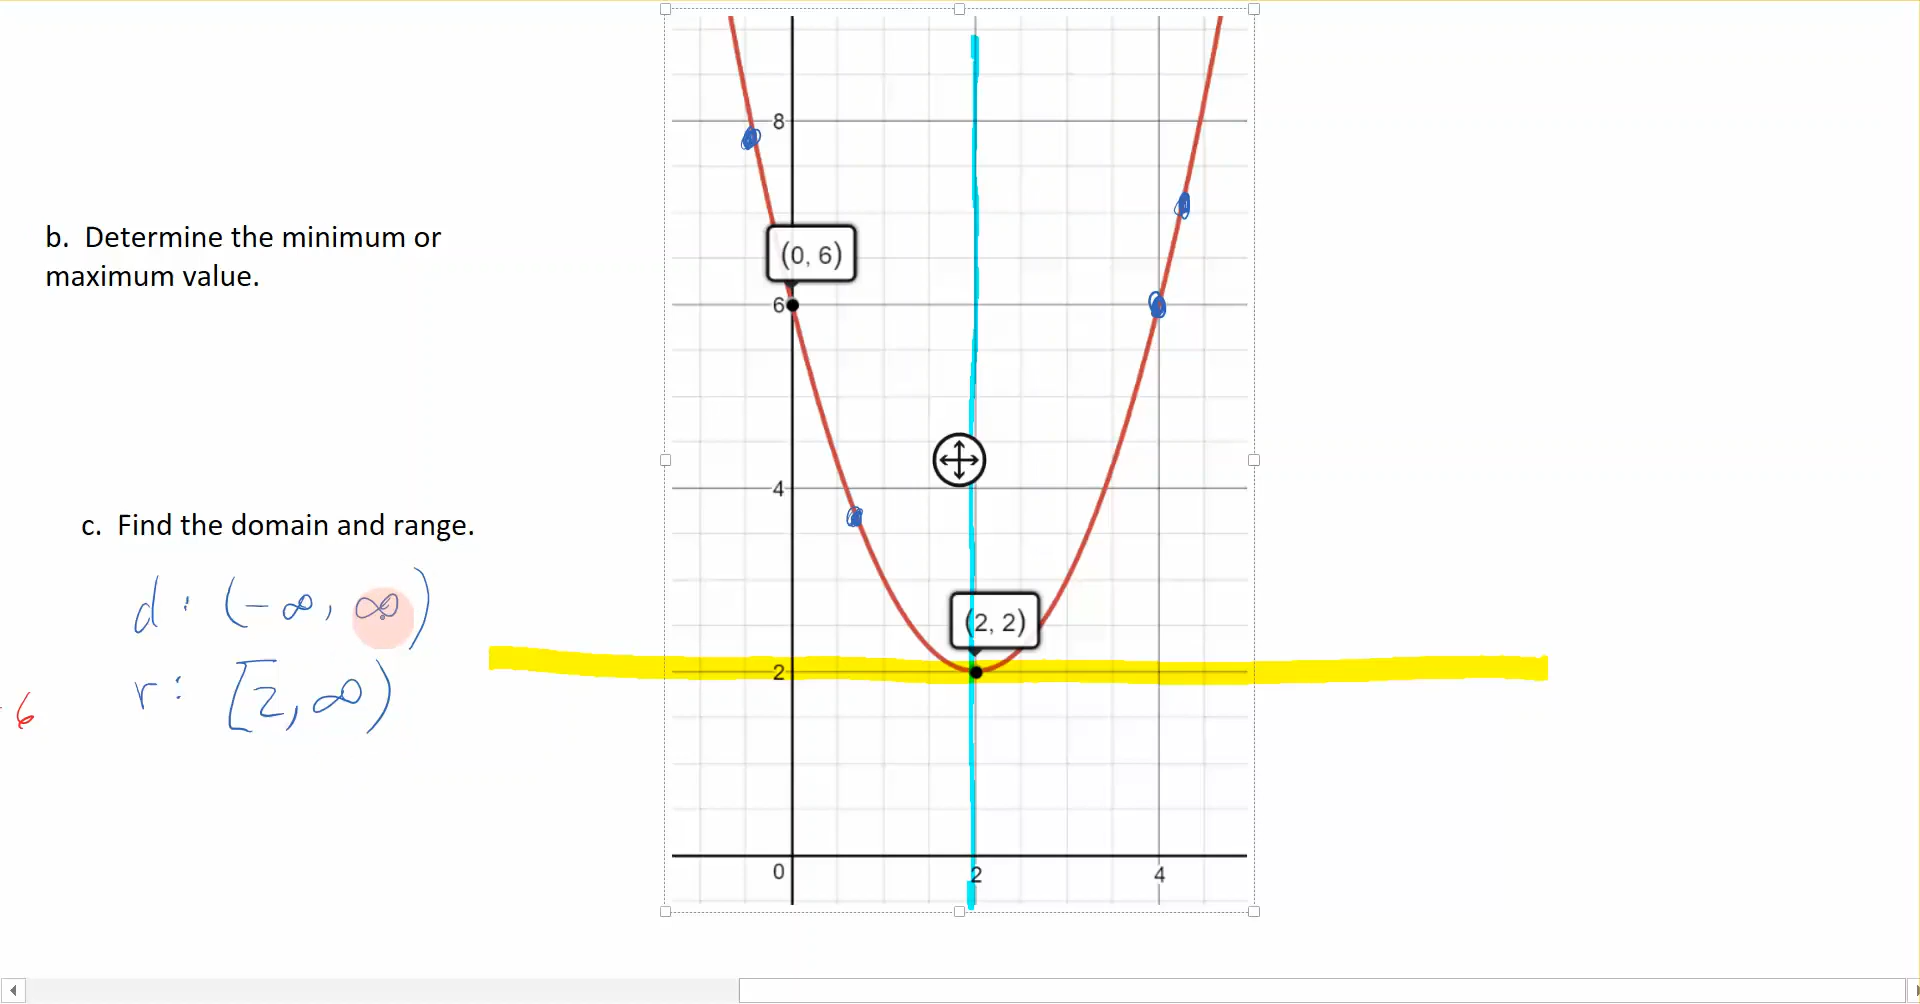 b. Determine the minimum or
maximum value.
c. Find the domain and range.
d: (-∞, ∞)
r: [2, ∞)
6
8
(0, 6)
6
4
(2, 2)
2
0
2
4